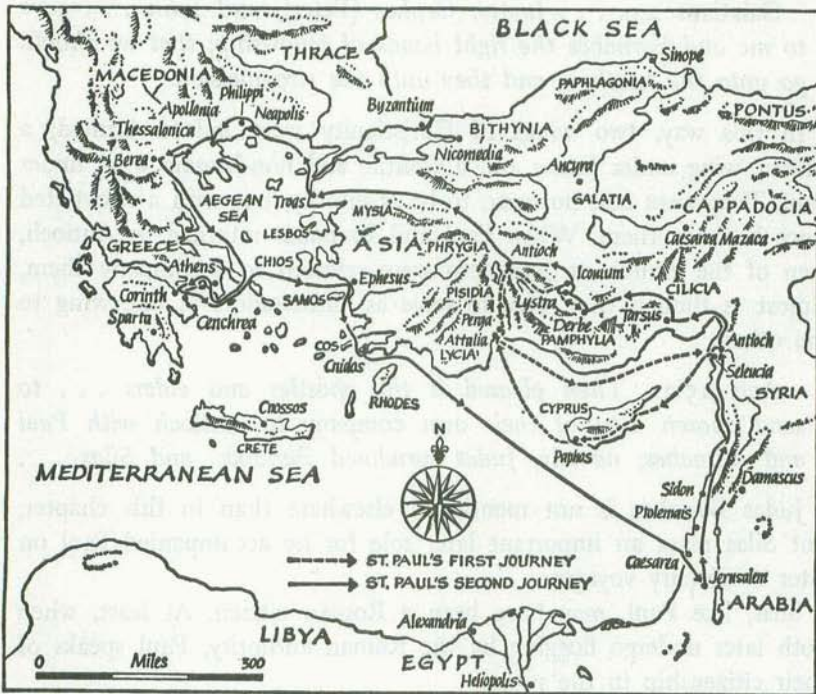 BLACK SEA
THRACE
Sinope
MACEDONIA
Philippi
PAPHLAGONIA
Apollonia
Neapolis
Byzantium
PONTUS
Thessalonica
BITHYNIA
Nicomedia
Berea
Ancyra
AEGEAN
SEA
Troas
GALATIA
MYSIA
CAPPADOCIA
LESBOS
ASIA
GREECE
PHRYGIA
Antioch
Caesarea Mazaca
Athens
CHIOS
Iconium
Ephesus
PISIDIA
CILICIA
Corinth
Lystra
SAMOS
Perga
Derbe
Tarsus
Sparta
Cenchrea
Attalia
PAMPHYLIA
Antioch
LYCIA
COS
Seleucia
Cnidos
RHODES
SYRIA
CYPRUS
Cnossos
CRETE
N
Paphos
MEDITERRANEAN SEA
Damascus
Sidon
Ptolemais
ST. PAUL'S FIRST JOURNEY
Caesarea
ST. PAUL'S SECOND JOURNEY
Jerusalem
ARABIA
LIBYA
Alexandria
0 Miles 300
EGYPT
Heliopolis